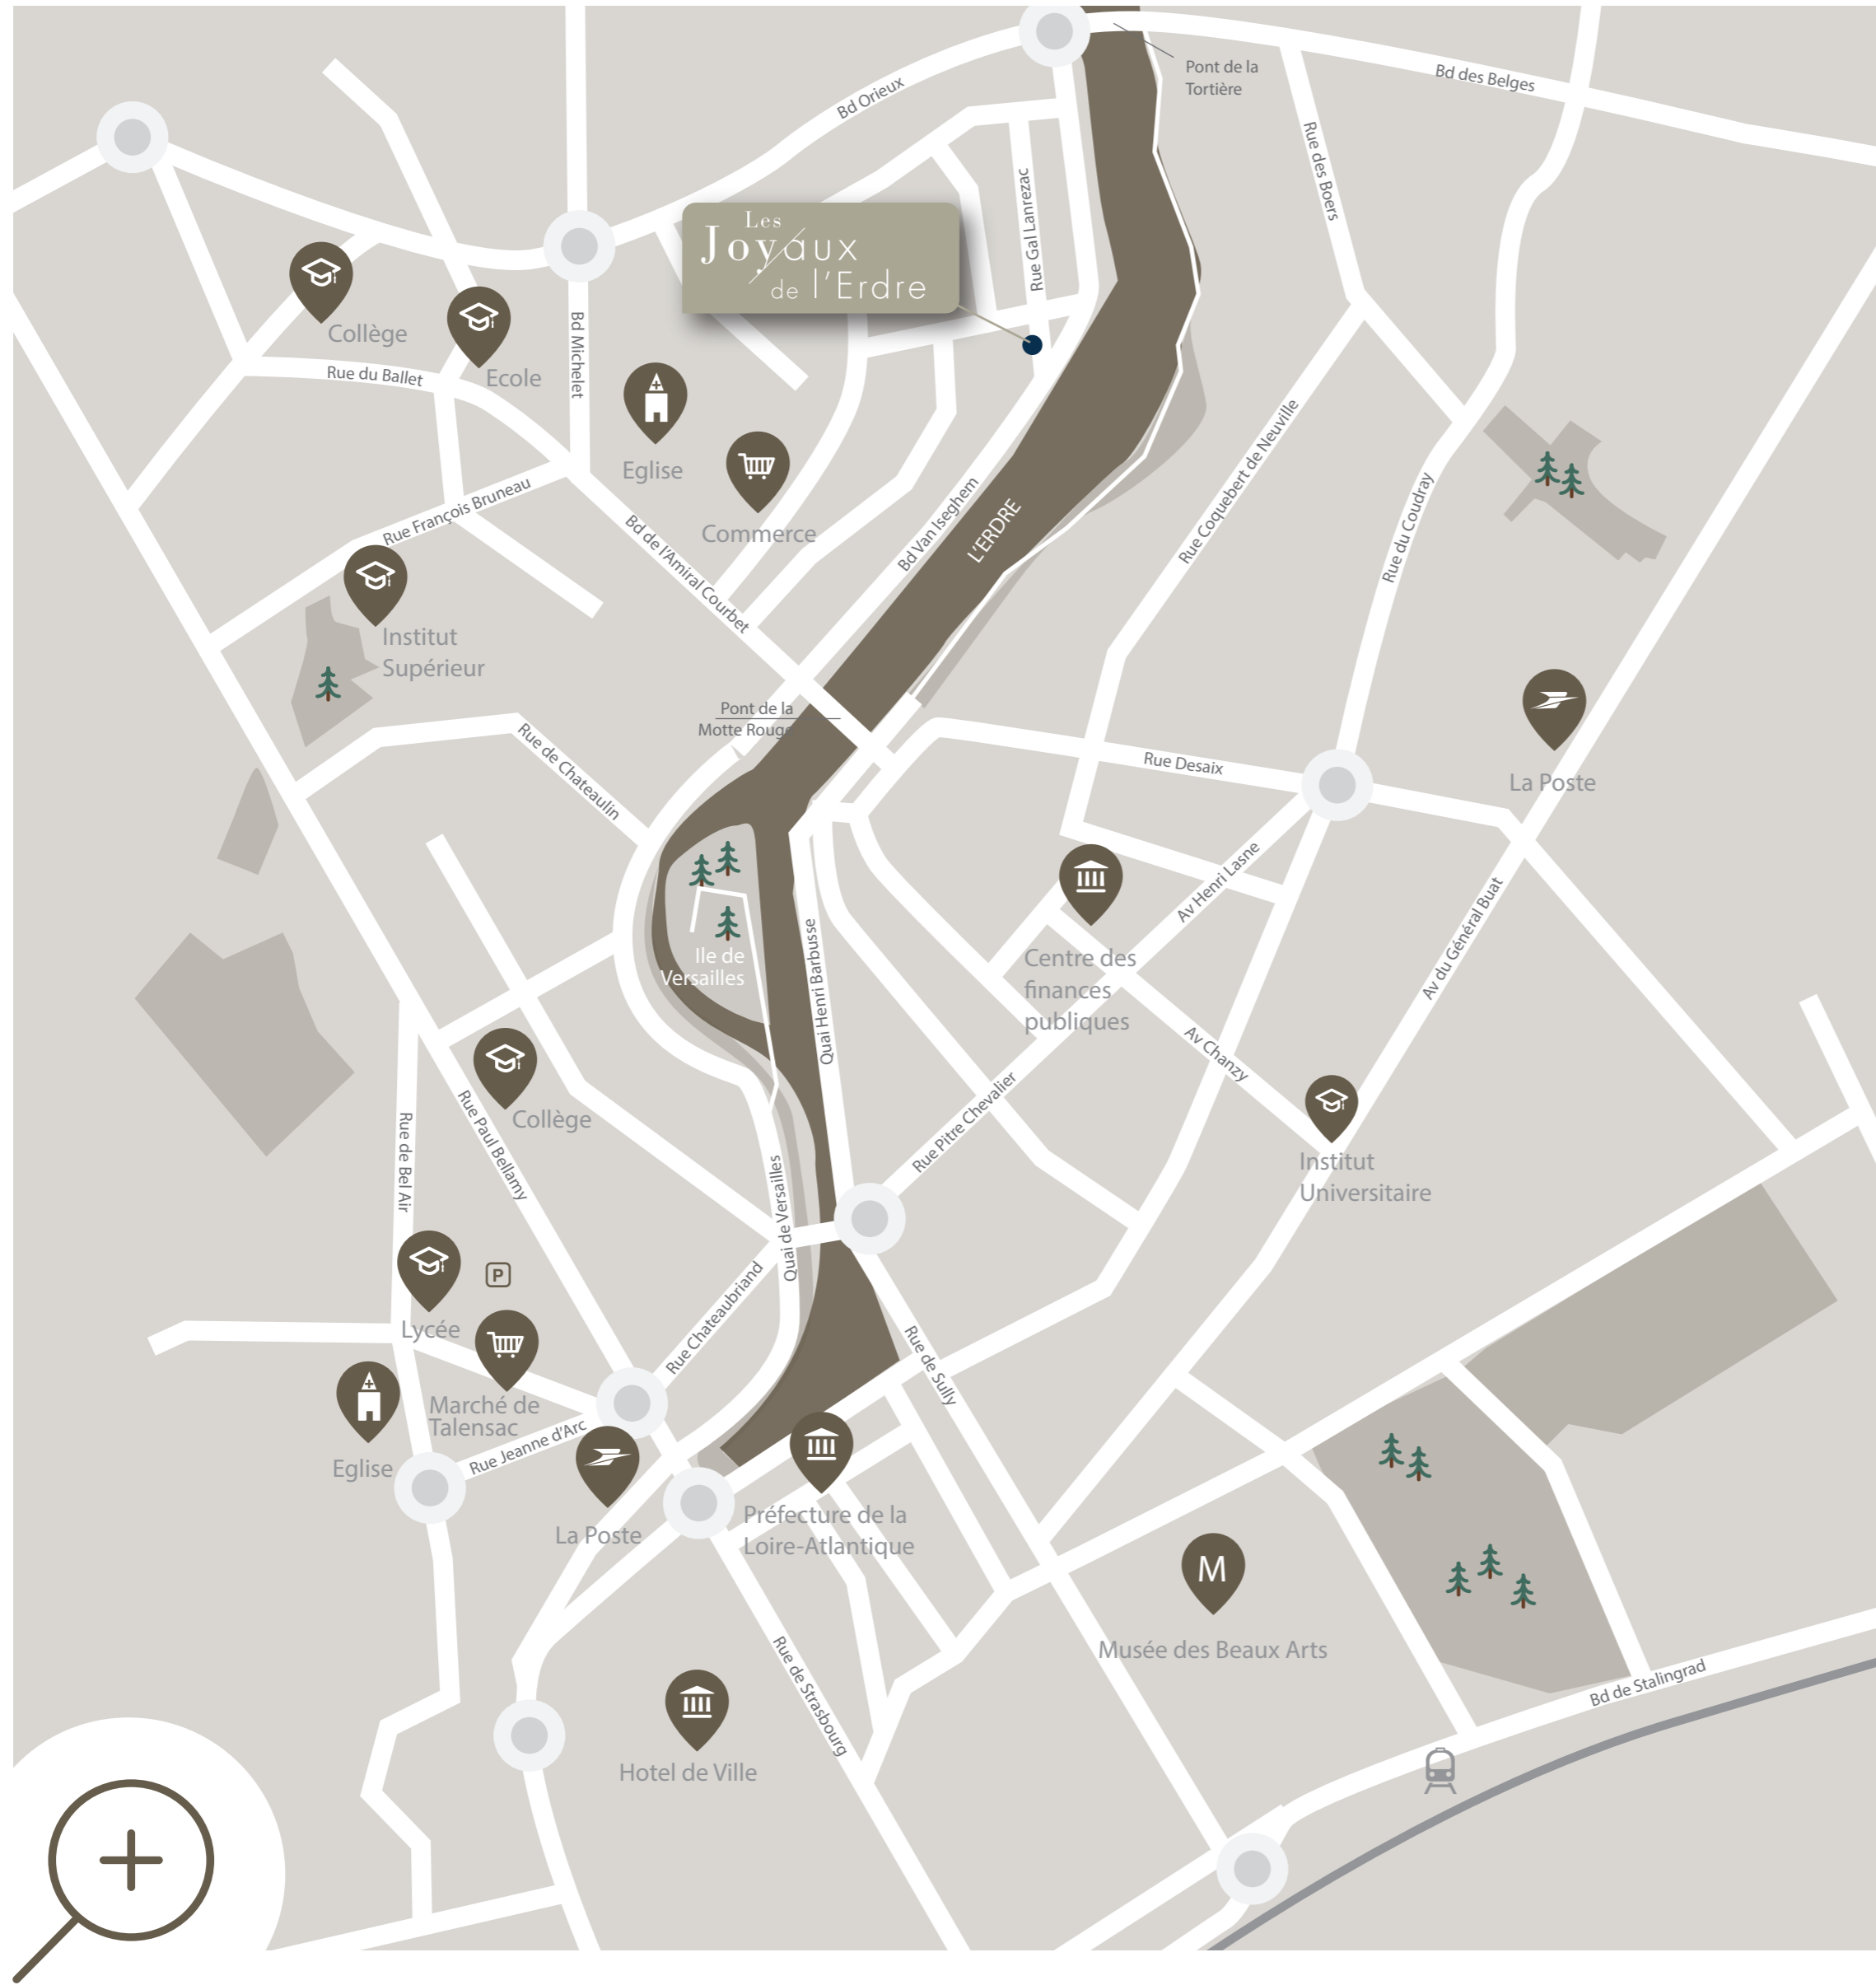 Pont de la
Tortière
Bd des Belges
Bd Orieux
Rue des Boers
Rue Gal Lanrezac
Les
Joyaux
de l'Erdre
Collège
Ecole
Rue du Ballet
Bd Michelet
Eglise
Commerce
Rue François Bruneau
Bd de l'Amiral Courbet
Bd Van Iseghem
L'ERDRE
Rue Coquebert de Neuville
Rue du Coudray
Institut
Supérieur
Pont de la
Motte Rouge
Rue de Chateaulin
Rue Desaix
La Poste
Ile de
Versailles
Quai Henri Barbusse
Centre des
finances
publiques
Av Henri Lasne
Av du Général Buat
Av Chanzy
Collège
Rue Paul Bellamy
Rue de Bel Air
Rue Pitre Chevalier
Institut
Universitaire
Quai de Versailles
P
Lycée
Rue Chateaubriand
Rue de Sully
Marché de
Talensac
Eglise
Rue Jeanne d'Arc
La Poste
Préfecture de la
Loire-Atlantique
M
Musée des Beaux Arts
Rue de Strasbourg
Bd de Stalingrad
Hotel de Ville